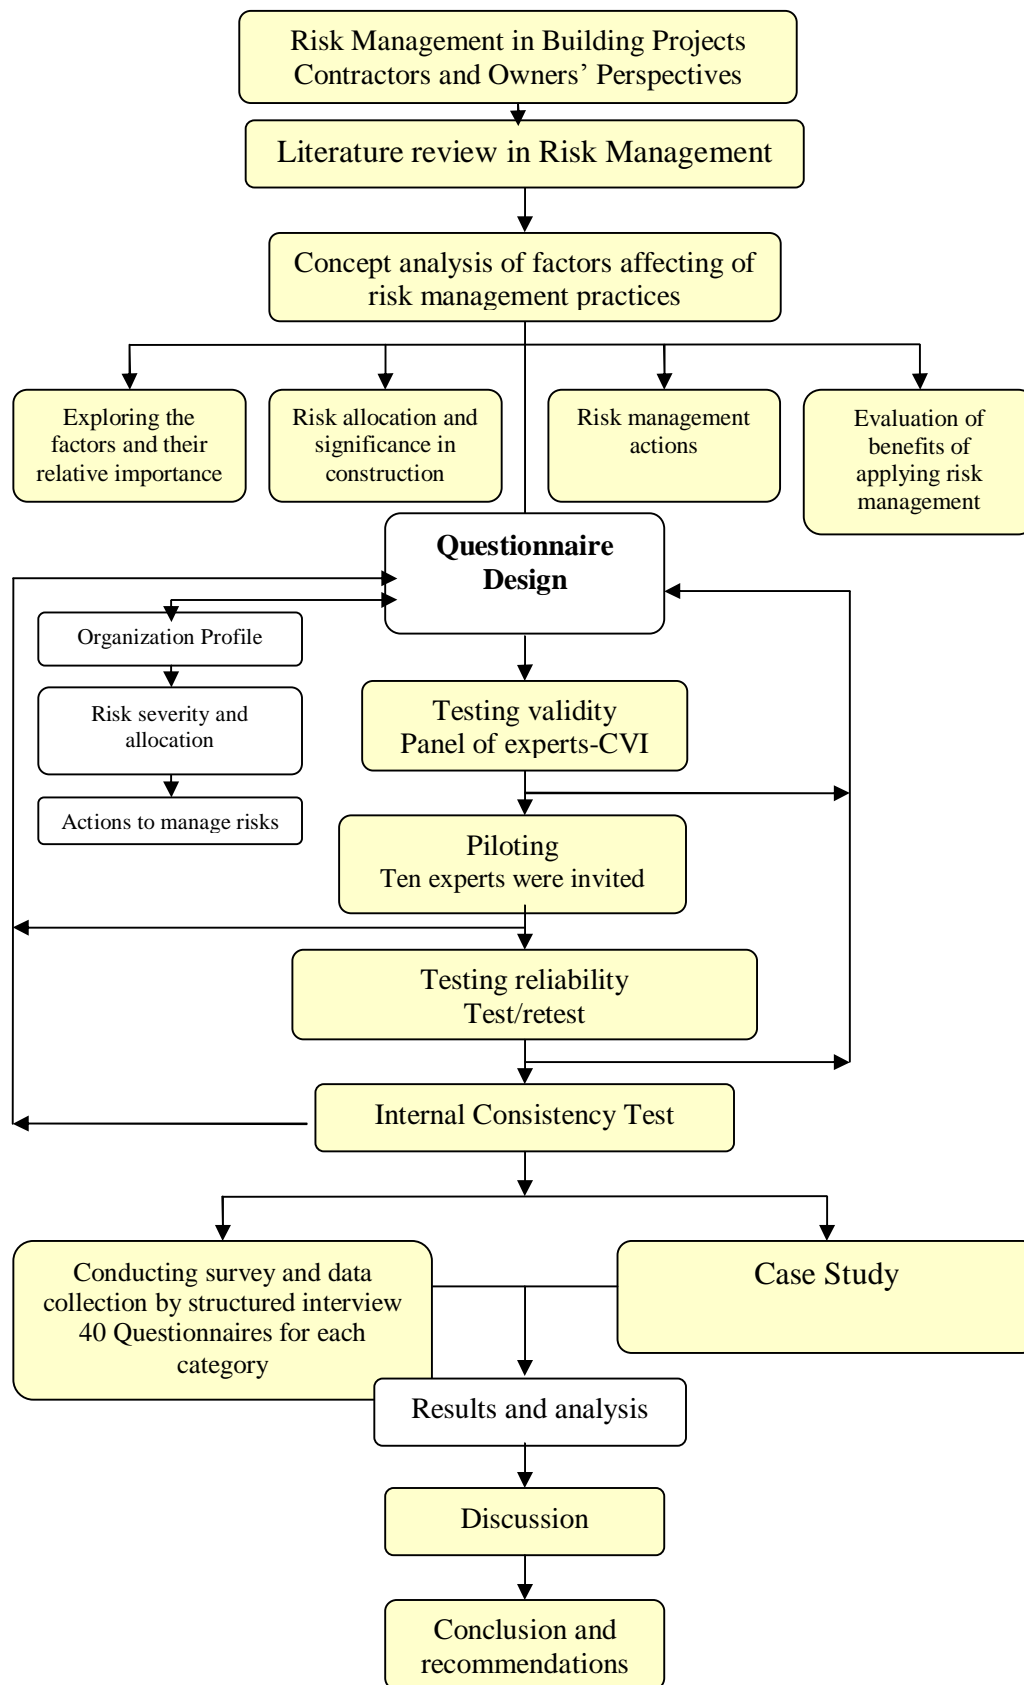 Risk Management in Building Projects
Contractors and Owners’ Perspectives
Literature review in Risk Management
Concept analysis of factors affecting of
risk management practices
Exploring the
factors and their
relative importance
Risk allocation and
significance in
construction
Risk management
actions
Evaluation of
benefits of
applying risk
management
Questionnaire
Design
Organization Profile
Risk severity and
allocation
Actions to manage risks
Testing validity
Panel of experts-CVI
Piloting
Ten experts were invited
Testing reliability
Test/retest
Internal Consistency Test
Conducting survey and data
collection by structured interview
40 Questionnaires for each
category
Case Study
Results and analysis
Discussion
Conclusion and
recommendations